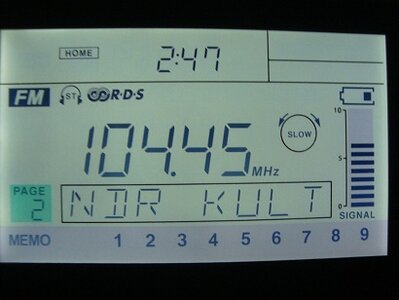 HOME 2:47
FM ST R·D·S
10
104.45 MHz
SLOW
5
PAGE 2
NDR KULT
0
SIGNAL
MEMO 1 2 3 4 5 6 7 8 9